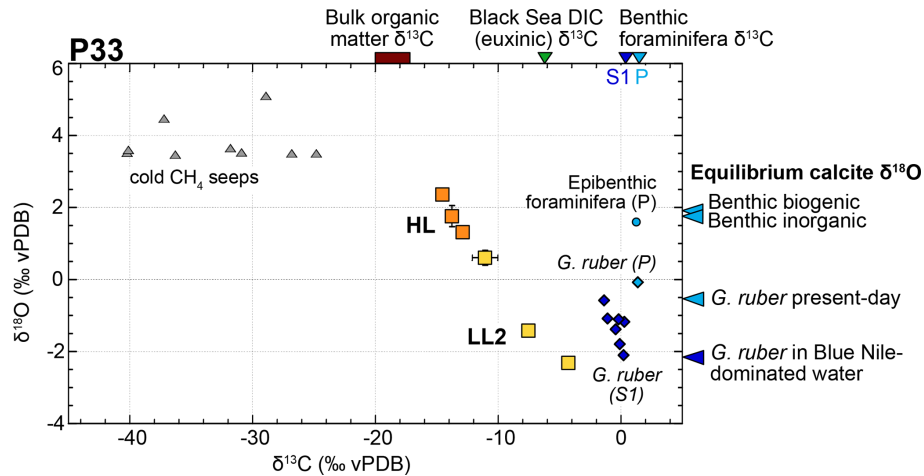 P33
Bulk organic
matter δ¹³C
Black Sea DIC
(euxinic) δ¹³C
Benthic
foraminifera δ¹³C
S1 P
6
4
2
0
-2
-4
δ¹⁸O (‰ vPDB)
cold CH₄ seeps
HL
LL2
Epibenthic
foraminifera (P)
G. ruber (P)
G. ruber
(S1)
Equilibrium calcite δ¹⁸O
Benthic biogenic
Benthic inorganic
G. ruber present-day
G. ruber in Blue Nile-
dominated water
-40 -30 -20 -10 0
δ¹³C (‰ vPDB)